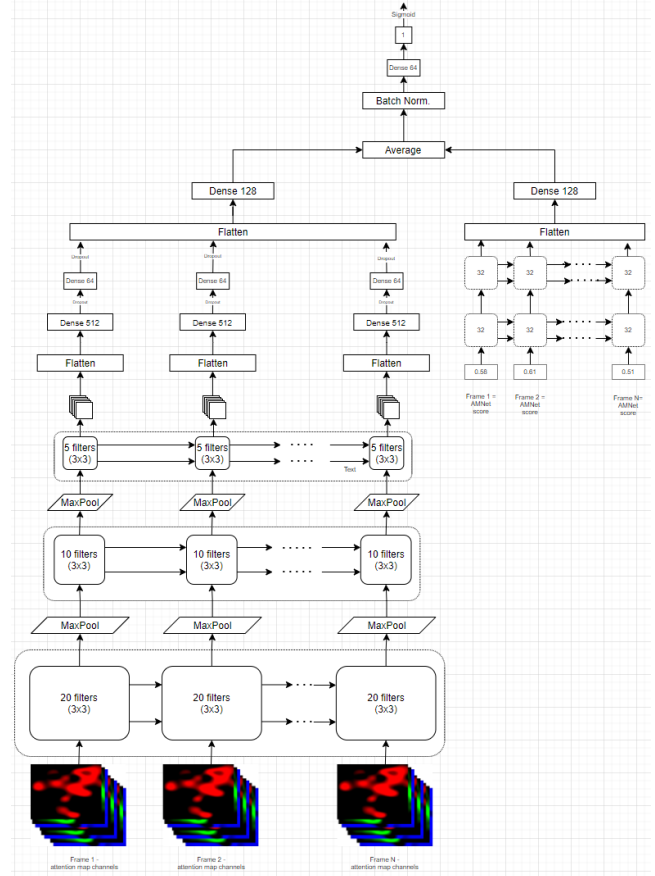 Sigmoid
1
Dense 64
Batch Norm.
Average
Dense 128
Dense 128
Flatten
Flatten
Dense 64
Dense 64
Dense 64
Dropout
Dropout
Dropout
Dense 512
Dense 512
Dense 512
Flatten
Flatten
Flatten
32
32
32
32
32
32
0.58
0.61
0.51
Frame 1 =
AMNet
score
Frame 2 =
AMNet
score
Frame N=
AMNet
score
5 filters
(3x3)
5 filters
(3x3)
5 filters
(3x3)
Text
MaxPool
MaxPool
MaxPool
10 filters
(3x3)
10 filters
(3x3)
10 filters
(3x3)
MaxPool
MaxPool
MaxPool
20 filters
(3x3)
20 filters
(3x3)
20 filters
(3x3)
Frame 1 -
attention map channels
Frame 2 -
attention map channels
Frame N -
attention map channels